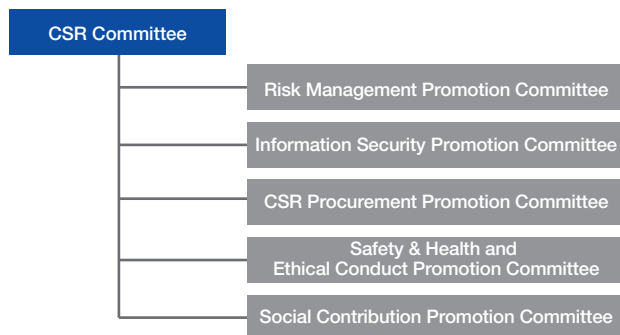 CSR Committee
Risk Management Promotion Committee
Information Security Promotion Committee
CSR Procurement Promotion Committee
Safety & Health and
Ethical Conduct Promotion Committee
Social Contribution Promotion Committee